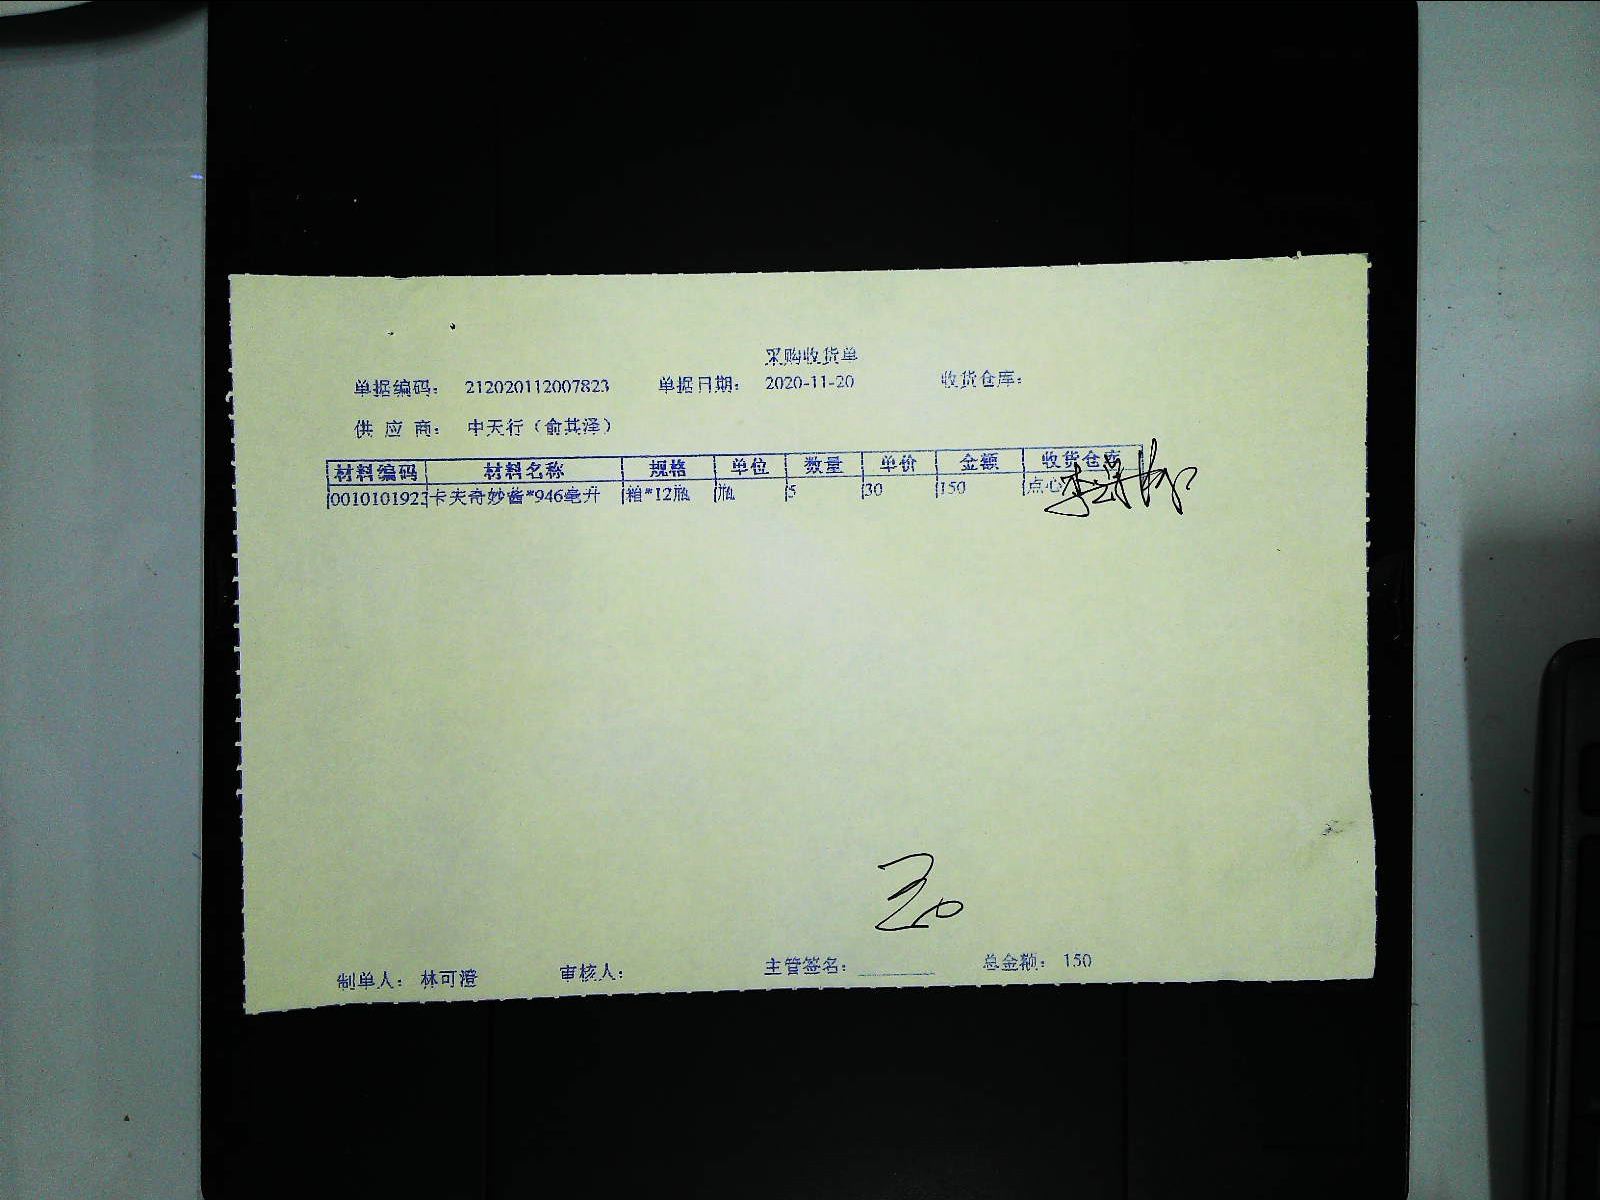 采购收货单
单据编码： 212020112007823 单据日期： 2020-11-20 收货仓库：
供 应 商： 中天行（俞其泽）
材料编码 材料名称 规格 单位 数量 单价 金额 收货仓库
0010101923 卡夫奇妙酱*946毫升 箱*12瓶 瓶 5 30 150 点心
制单人： 林可澄 审核人： 主管签名： 总金额： 150